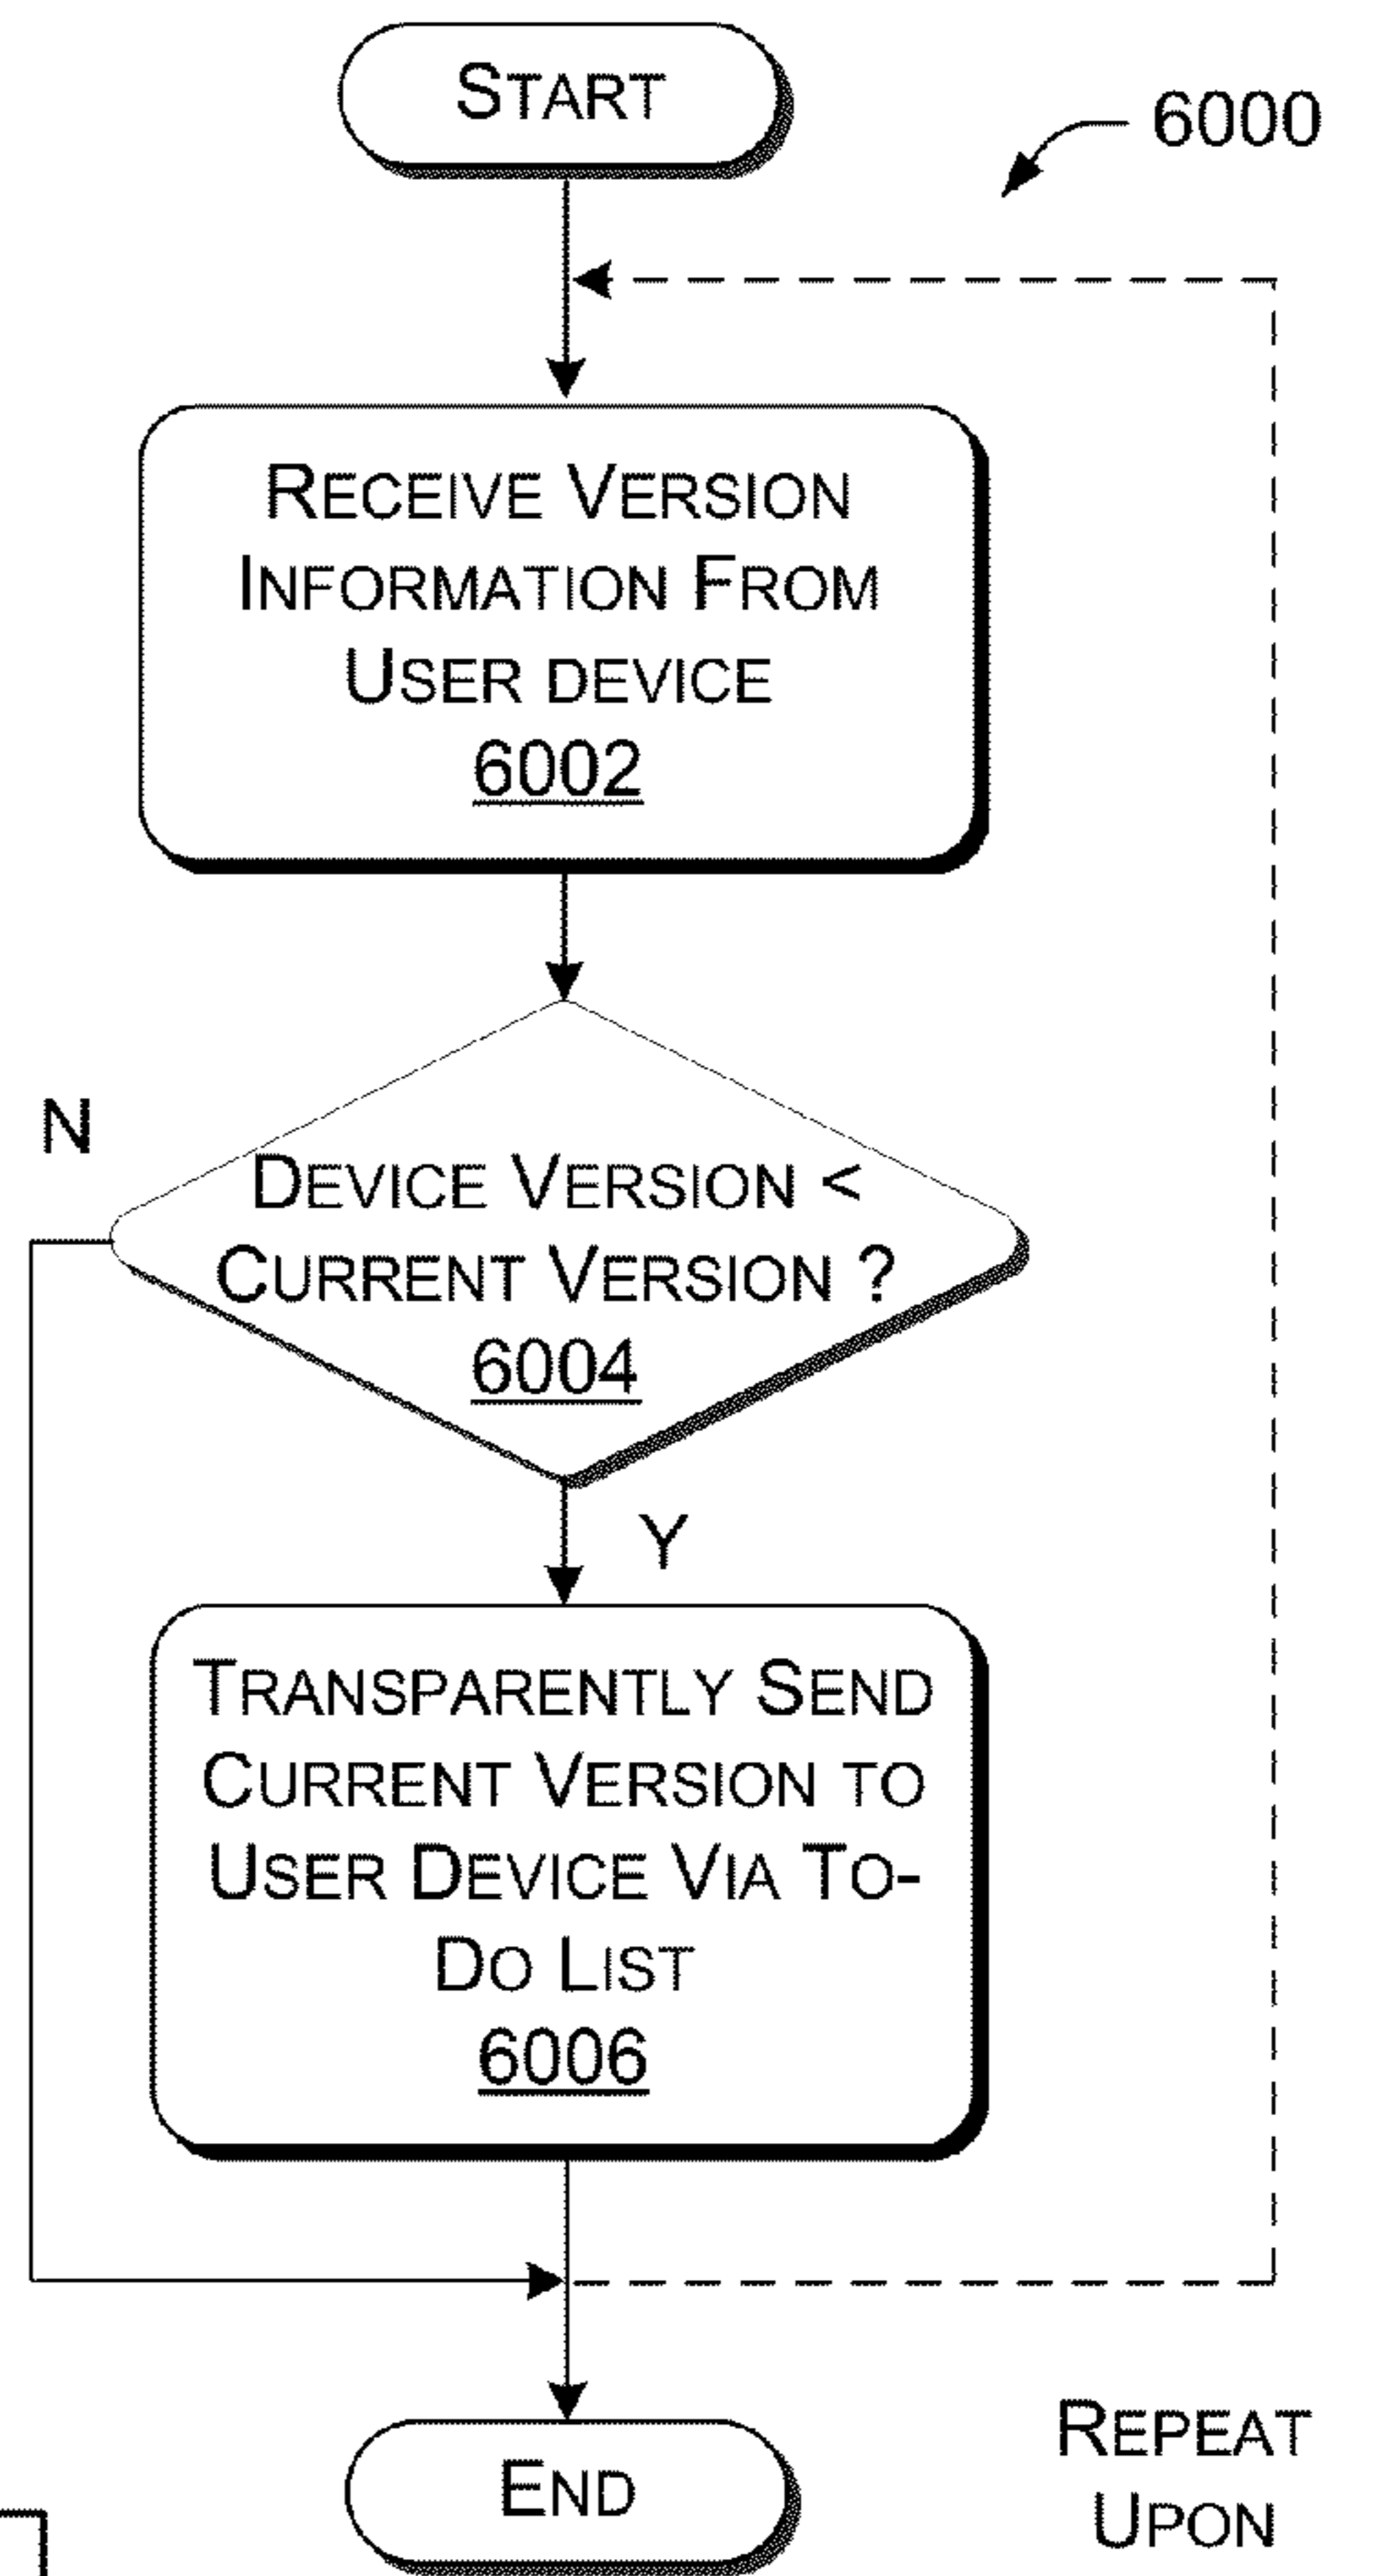 START
6000
RECEIVE VERSION
INFORMATION FROM
USER DEVICE
6002
N
DEVICE VERSION <
CURRENT VERSION ?
6004
Y
TRANSPARENTLY SEND
CURRENT VERSION TO
USER DEVICE VIA TO-
DO LIST
6006
END
REPEAT
UPON